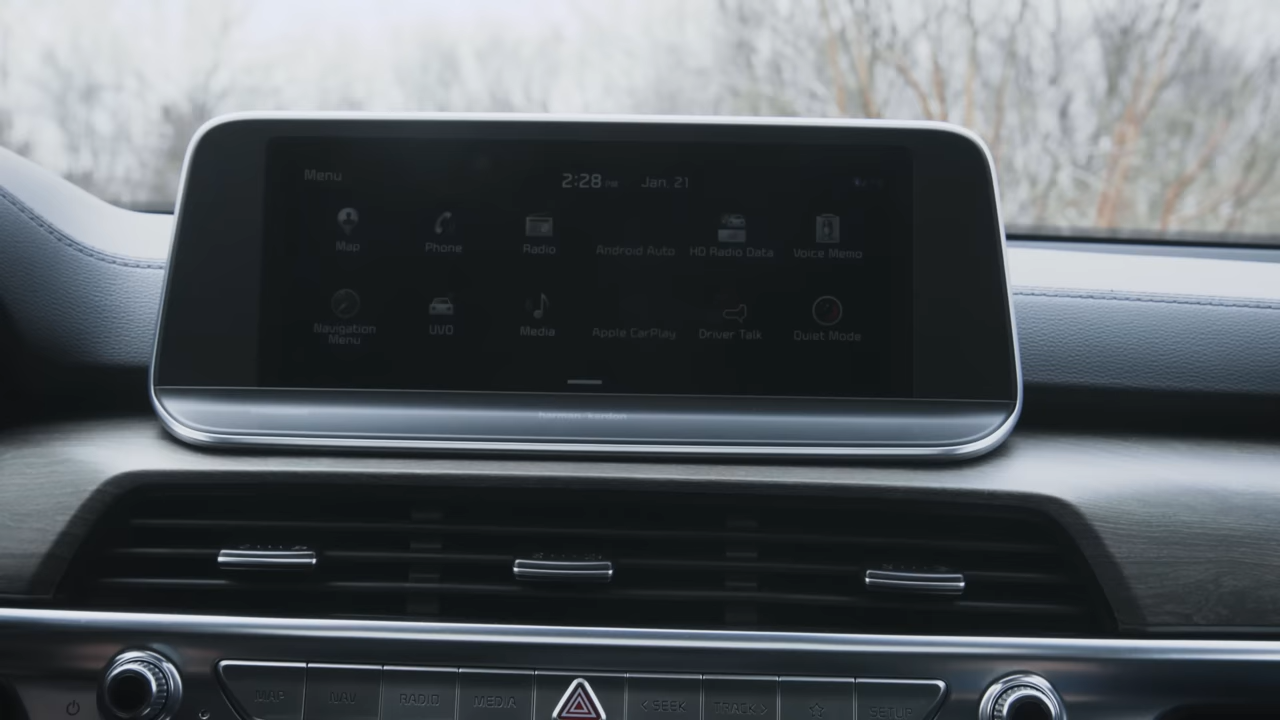 Menu
2:28 PM Jan. 21
Map
Phone
Radio
Android Auto
HD Radio Data
Voice Memo
Navigation
Menu
UVO
Media
Apple CarPlay
Driver Talk
Quiet Mode
harman/kardon
MAP
NAV
RADIO
MEDIA
< SEEK
TRACK >
SETUP